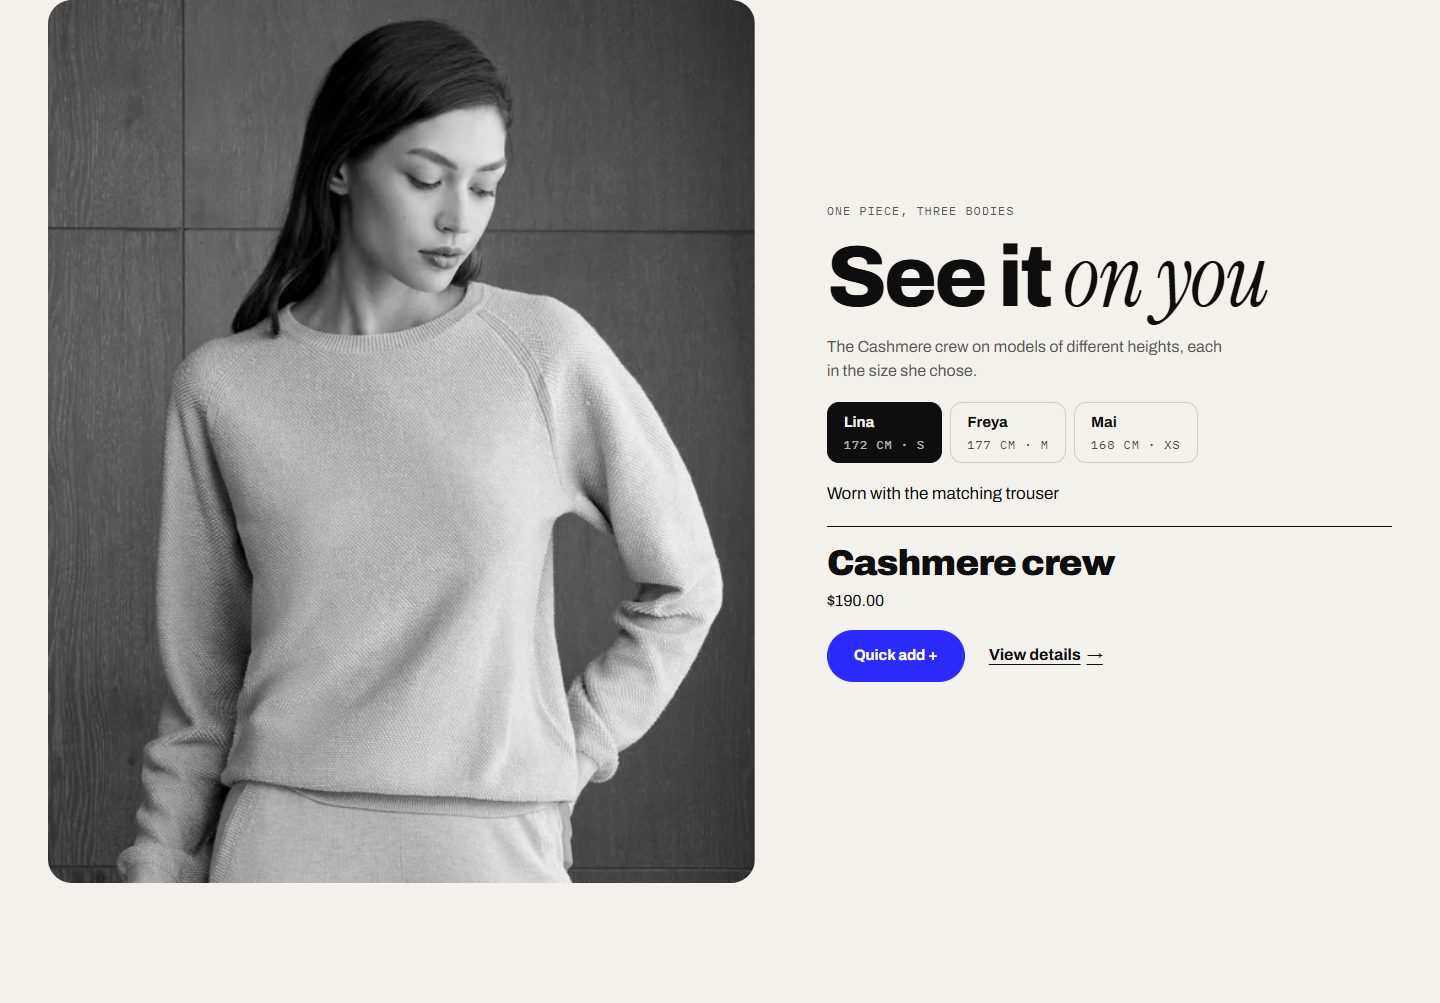 ONE PIECE, THREE BODIES
See it on you
The Cashmere crew on models of different heights, each
in the size she chose.
Lina
172 CM · S
Freya
177 CM · M
Mai
168 CM · XS
Worn with the matching trouser
Cashmere crew
$190.00
Quick add +
View details →